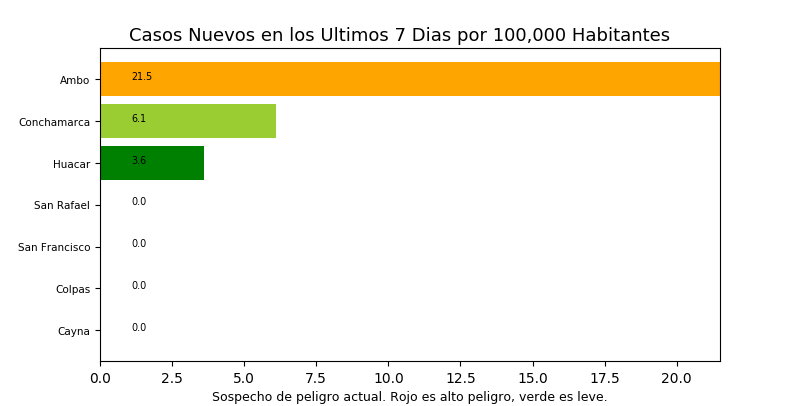 Casos Nuevos en los Ultimos 7 Dias por 100,000 Habitantes
Ambo 21.5
Conchamarca 6.1
Huacar 3.6
San Rafael 0.0
San Francisco 0.0
Colpas 0.0
Cayna 0.0
0.0 2.5 5.0 7.5 10.0 12.5 15.0 17.5 20.0
Sospecho de peligro actual. Rojo es alto peligro, verde es leve.